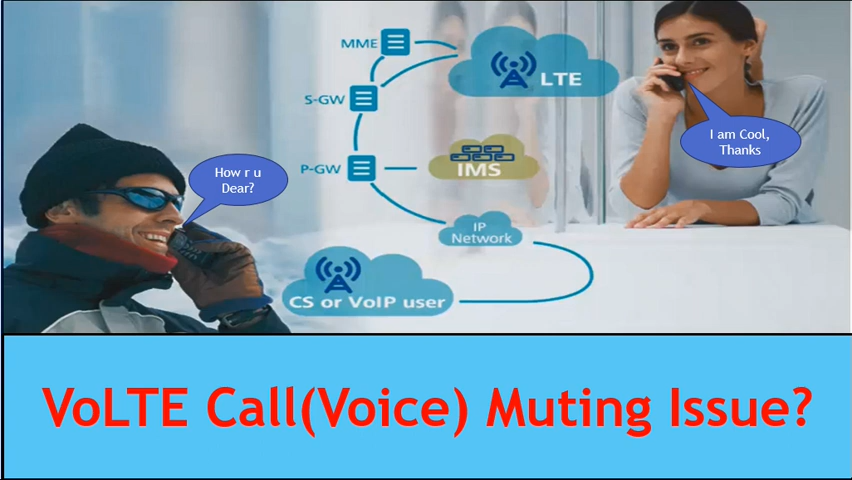 MME
LTE
S-GW
I am Cool,
Thanks
P-GW
IMS
How r u
Dear?
IP
Network
CS or VoIP user
VoLTE Call(Voice) Muting Issue?